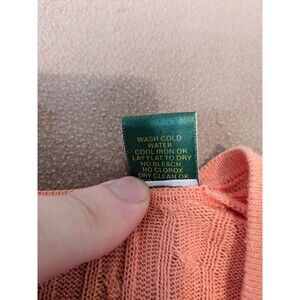 WASH COLD
WATER
COOL IRON OR
LAY FLAT TO DRY
NO BLEACH
NO CLOROX
DRY CLEAN OK